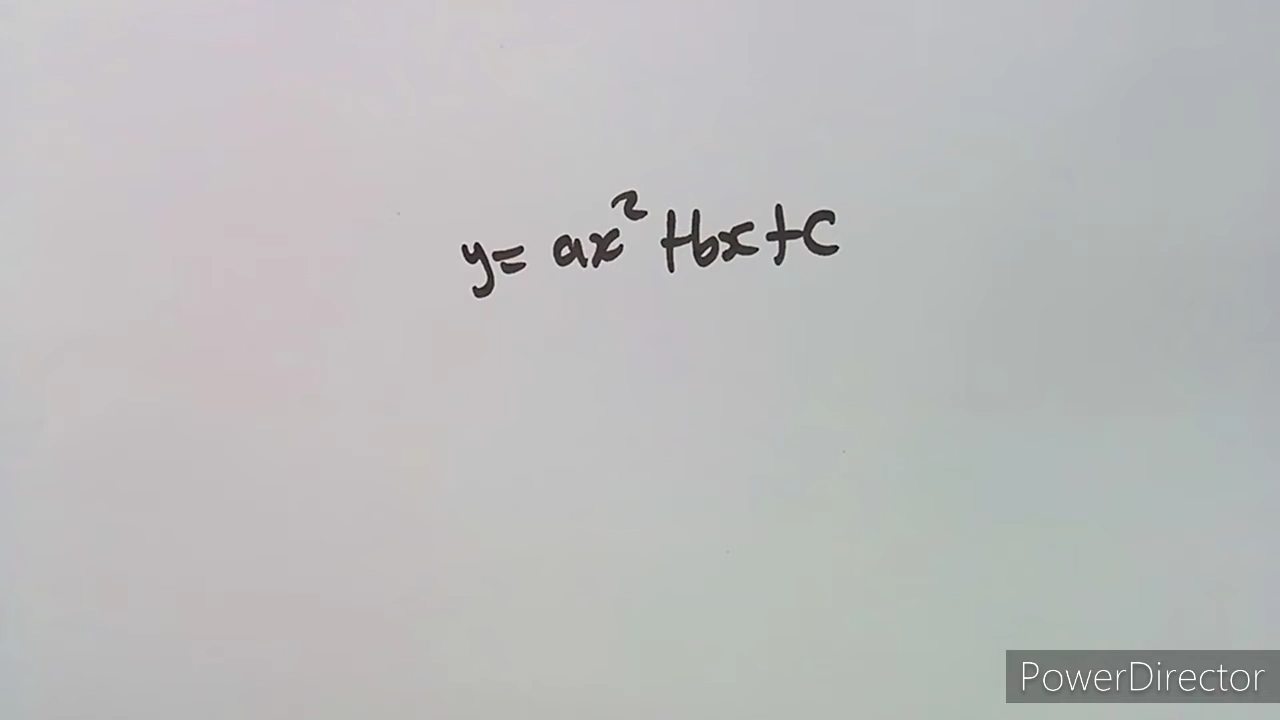 y= ax² +bx+c
PowerDirector